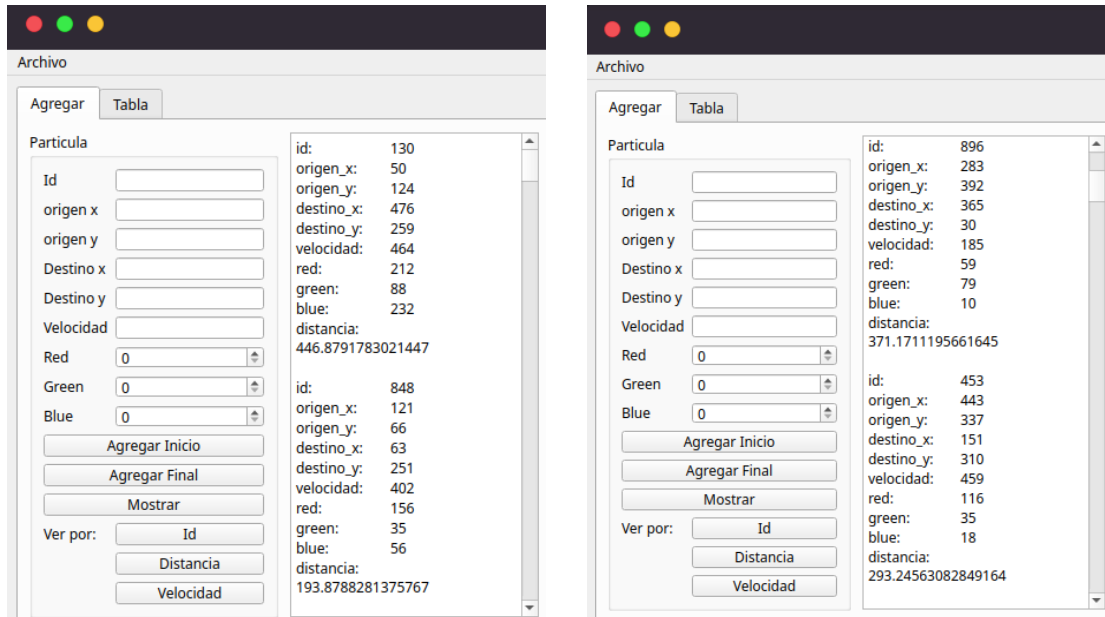 Archivo
Agregar Tabla
Particula
Id
origen x
origen y
Destino x
Destino y
Velocidad
Red 0
Green 0
Blue 0
Agregar Inicio
Agregar Final
Mostrar
Ver por: Id
Distancia
Velocidad
id: 130
origen_x: 50
origen_y: 124
destino_x: 476
destino_y: 259
velocidad: 464
red: 212
green: 88
blue: 232
distancia:
446.8791783021447
id: 848
origen_x: 121
origen_y: 66
destino_x: 63
destino_y: 251
velocidad: 402
red: 156
green: 35
blue: 56
distancia:
193.8788281375767
Archivo
Agregar Tabla
Particula
Id
origen x
origen y
Destino x
Destino y
Velocidad
Red 0
Green 0
Blue 0
Agregar Inicio
Agregar Final
Mostrar
Ver por: Id
Distancia
Velocidad
id: 896
origen_x: 283
origen_y: 392
destino_x: 365
destino_y: 30
velocidad: 185
red: 59
green: 79
blue: 10
distancia:
371.1711195661645
id: 453
origen_x: 443
origen_y: 337
destino_x: 151
destino_y: 310
velocidad: 459
red: 116
green: 35
blue: 18
distancia:
293.24563082849164